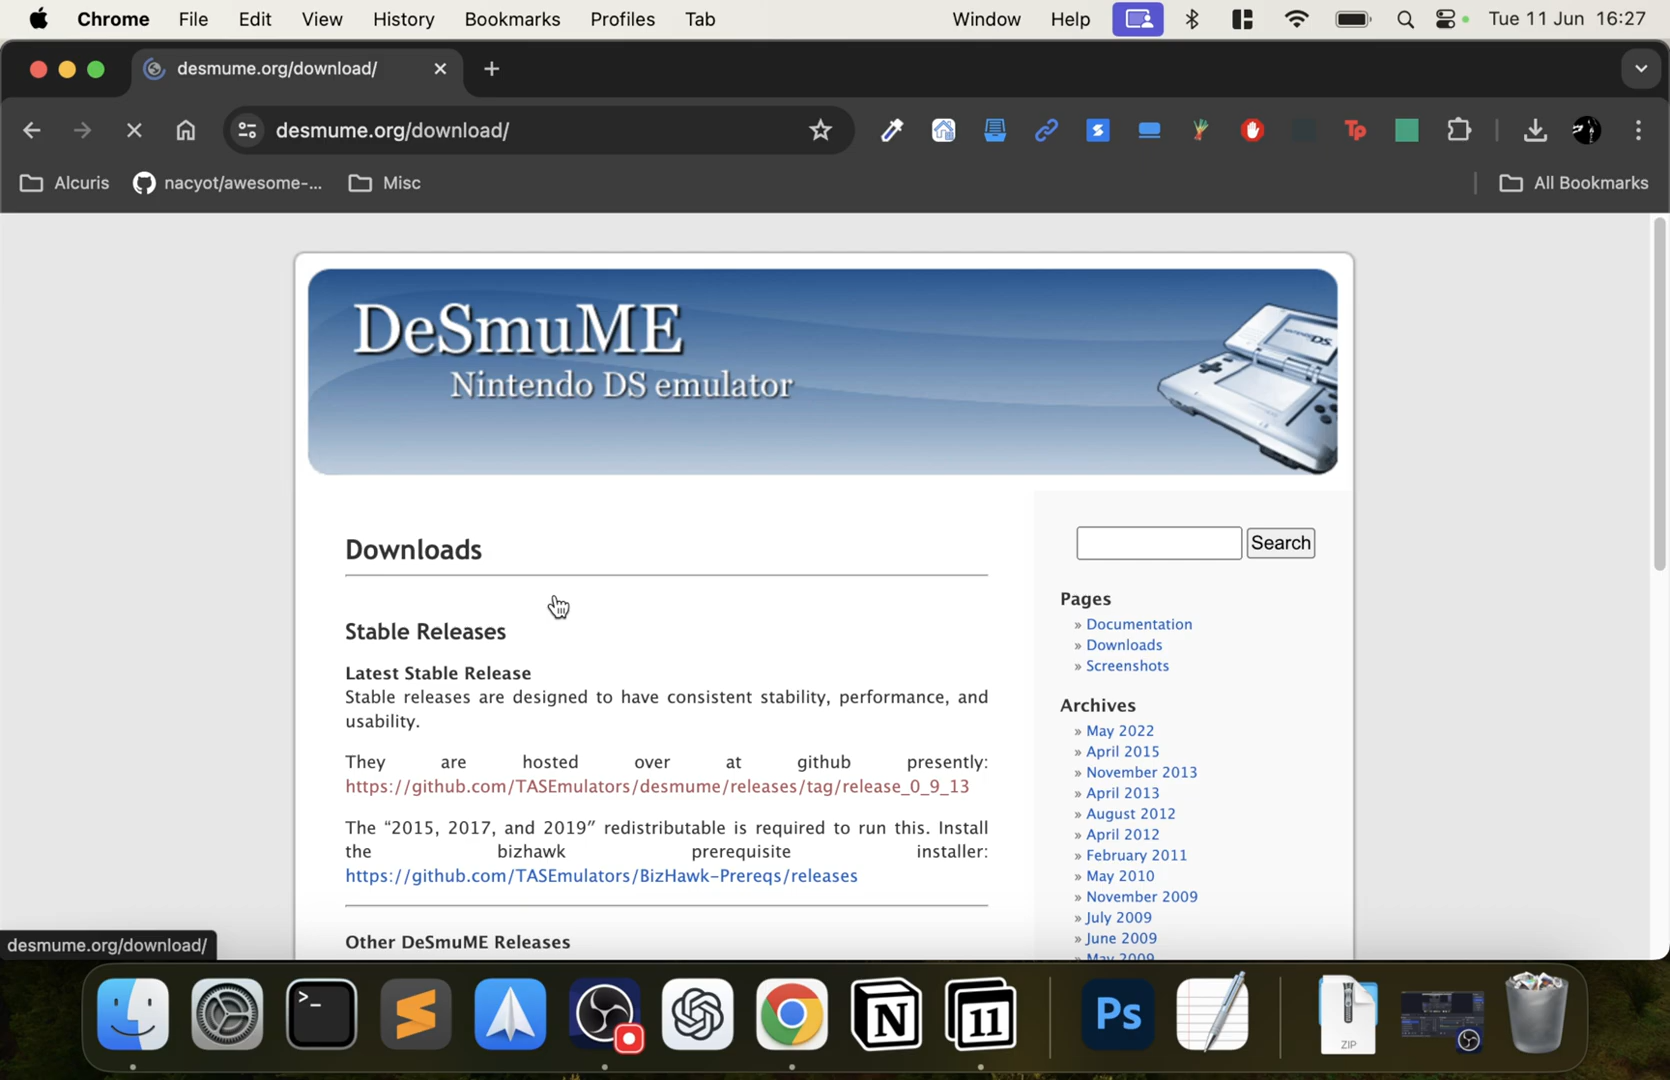 Chrome File Edit View History Bookmarks Profiles Tab Window Help Tue 11 Jun 16:27
desmume.org/download/
desmume.org/download/
Tp
Alcuris nacyot/awesome-... Misc All Bookmarks
DeSmuME
Nintendo DS emulator
NINTENDO DS.
Downloads
Stable Releases
Latest Stable Release
Stable releases are designed to have consistent stability, performance, and
usability.
They are hosted over at github presently:
https://github.com/TASEmulators/desmume/releases/tag/release_0_9_13
The “2015, 2017, and 2019” redistributable is required to run this. Install
the bizhawk prerequisite installer:
https://github.com/TASEmulators/BizHawk-Prereqs/releases
Other DeSmuME Releases
Search
Pages
» Documentation
» Downloads
» Screenshots
Archives
» May 2022
» April 2015
» November 2013
» April 2013
» August 2012
» April 2012
» February 2011
» May 2010
» November 2009
» July 2009
» June 2009
» May 2009
desmume.org/download/
11
Ps
ZIP